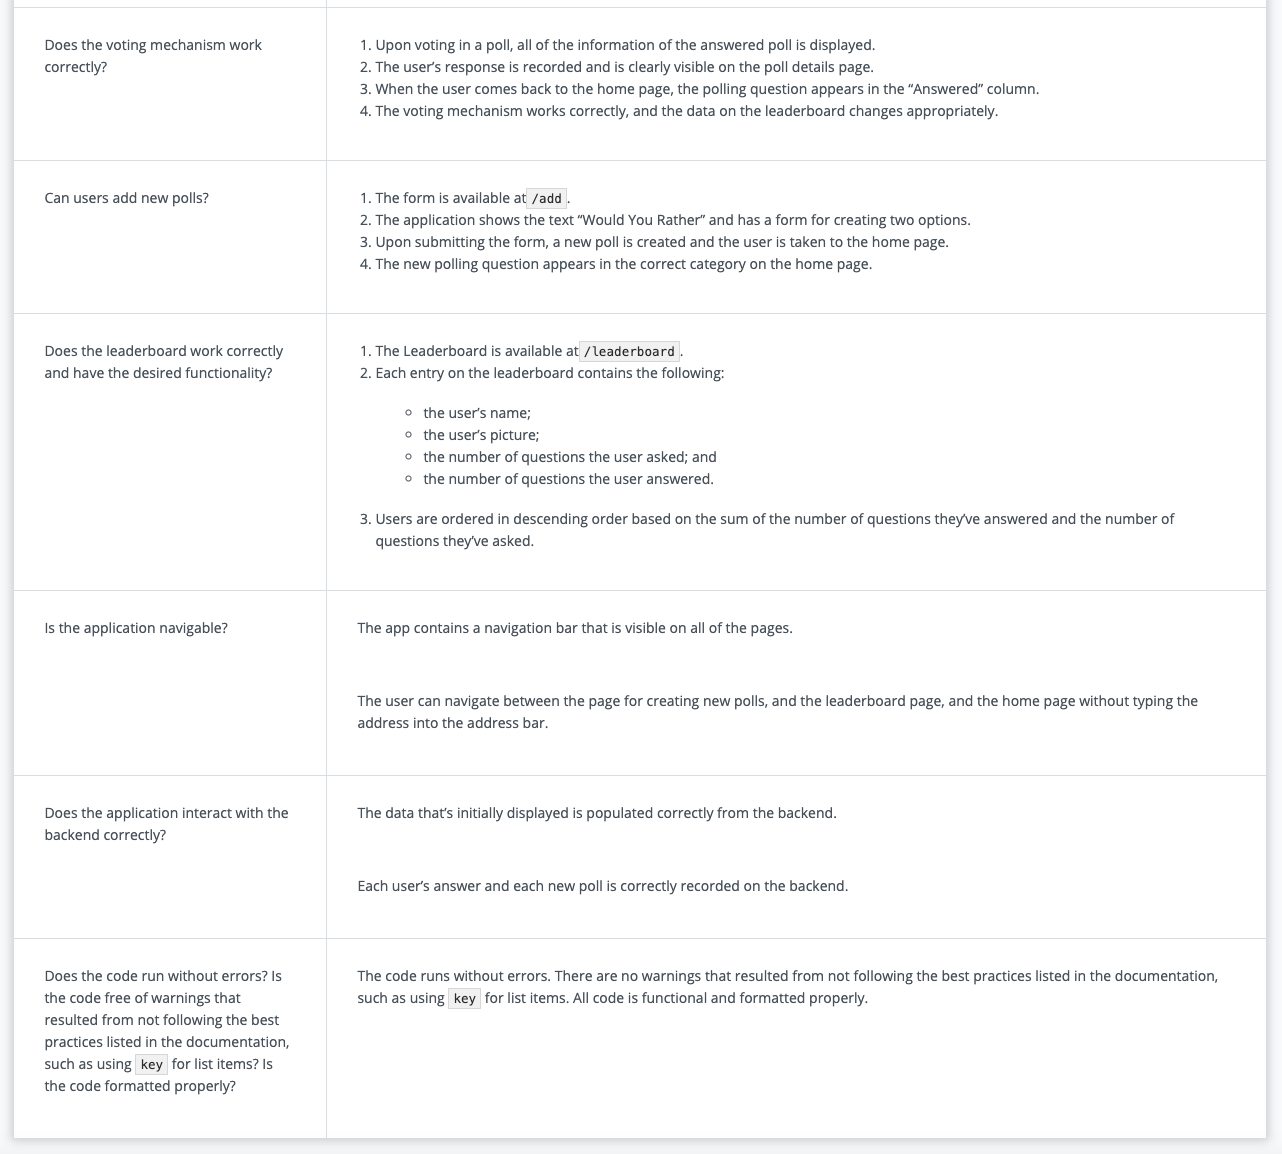 Does the voting mechanism work
correctly?
1. Upon voting in a poll, all of the information of the answered poll is displayed.
2. The user’s response is recorded and is clearly visible on the poll details page.
3. When the user comes back to the home page, the polling question appears in the “Answered” column.
4. The voting mechanism works correctly, and the data on the leaderboard changes appropriately.
Can users add new polls?
1. The form is available at /add .
2. The application shows the text “Would You Rather” and has a form for creating two options.
3. Upon submitting the form, a new poll is created and the user is taken to the home page.
4. The new polling question appears in the correct category on the home page.
Does the leaderboard work correctly
and have the desired functionality?
1. The Leaderboard is available at /leaderboard .
2. Each entry on the leaderboard contains the following:
the user’s name;
the user’s picture;
the number of questions the user asked; and
the number of questions the user answered.
3. Users are ordered in descending order based on the sum of the number of questions they’ve answered and the number of
questions they’ve asked.
Is the application navigable?
The app contains a navigation bar that is visible on all of the pages.
The user can navigate between the page for creating new polls, and the leaderboard page, and the home page without typing the
address into the address bar.
Does the application interact with the
backend correctly?
The data that’s initially displayed is populated correctly from the backend.
Each user’s answer and each new poll is correctly recorded on the backend.
Does the code run without errors? Is
the code free of warnings that
resulted from not following the best
practices listed in the documentation,
such as using key for list items? Is
the code formatted properly?
The code runs without errors. There are no warnings that resulted from not following the best practices listed in the documentation,
such as using key for list items. All code is functional and formatted properly.